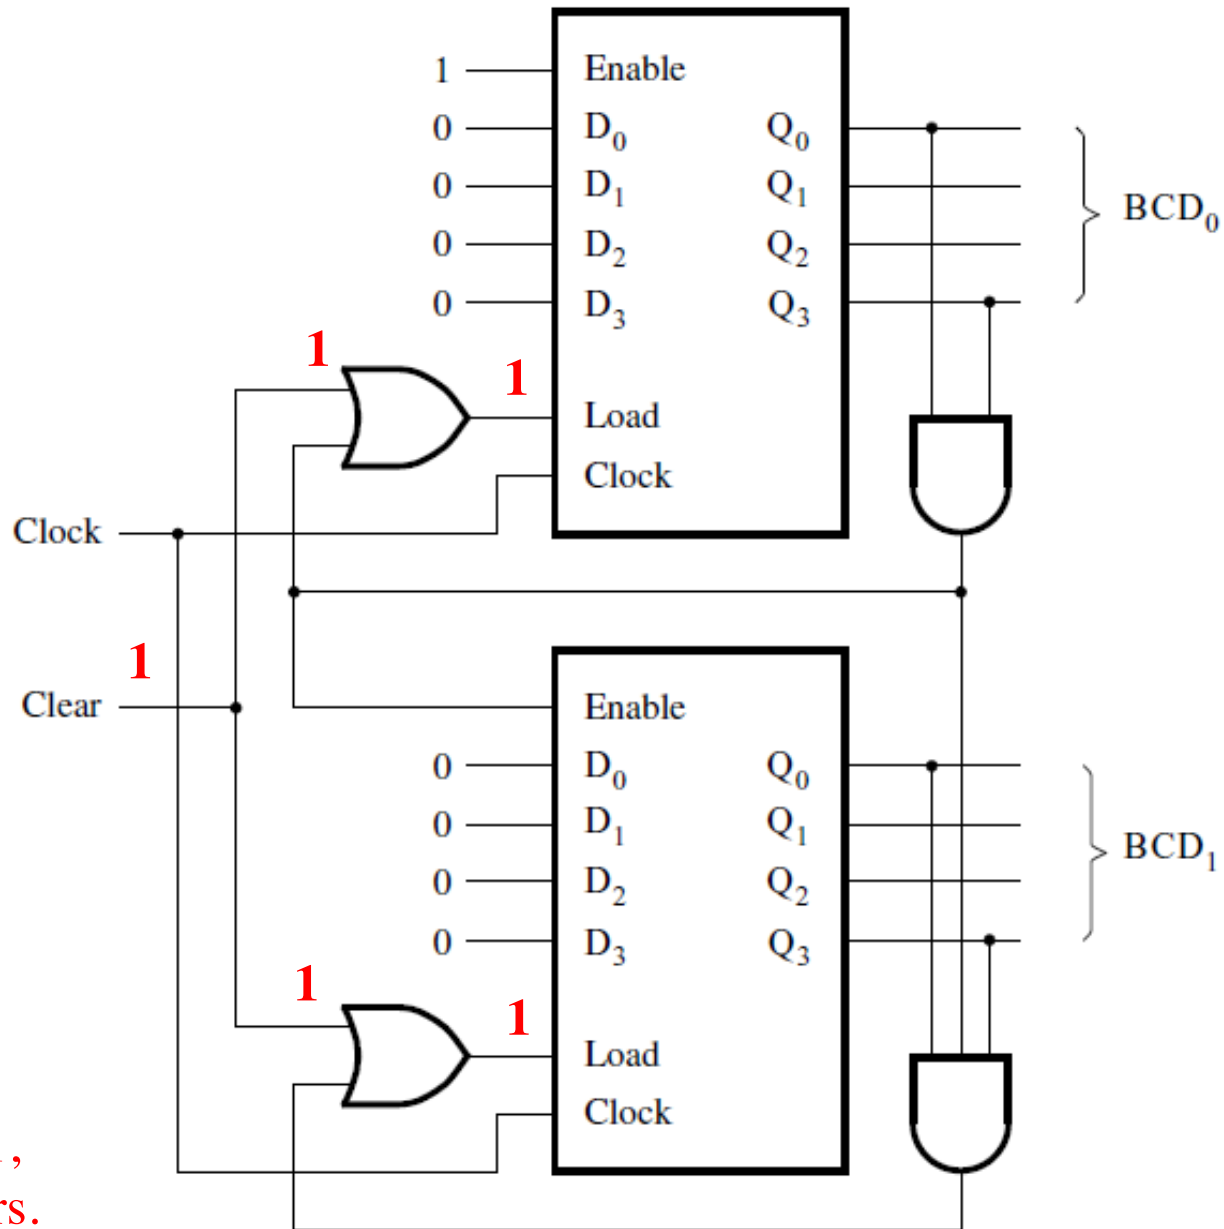 1 Enable
0 D0 Q0
0 D1 Q1
BCD0
0 D2 Q2
0 D3 Q3
1
1
Load
Clock
Clock
1
Clear
Enable
0 D0 Q0
0 D1 Q1
BCD1
0 D2 Q2
0 D3 Q3
1
1
Load
Clock